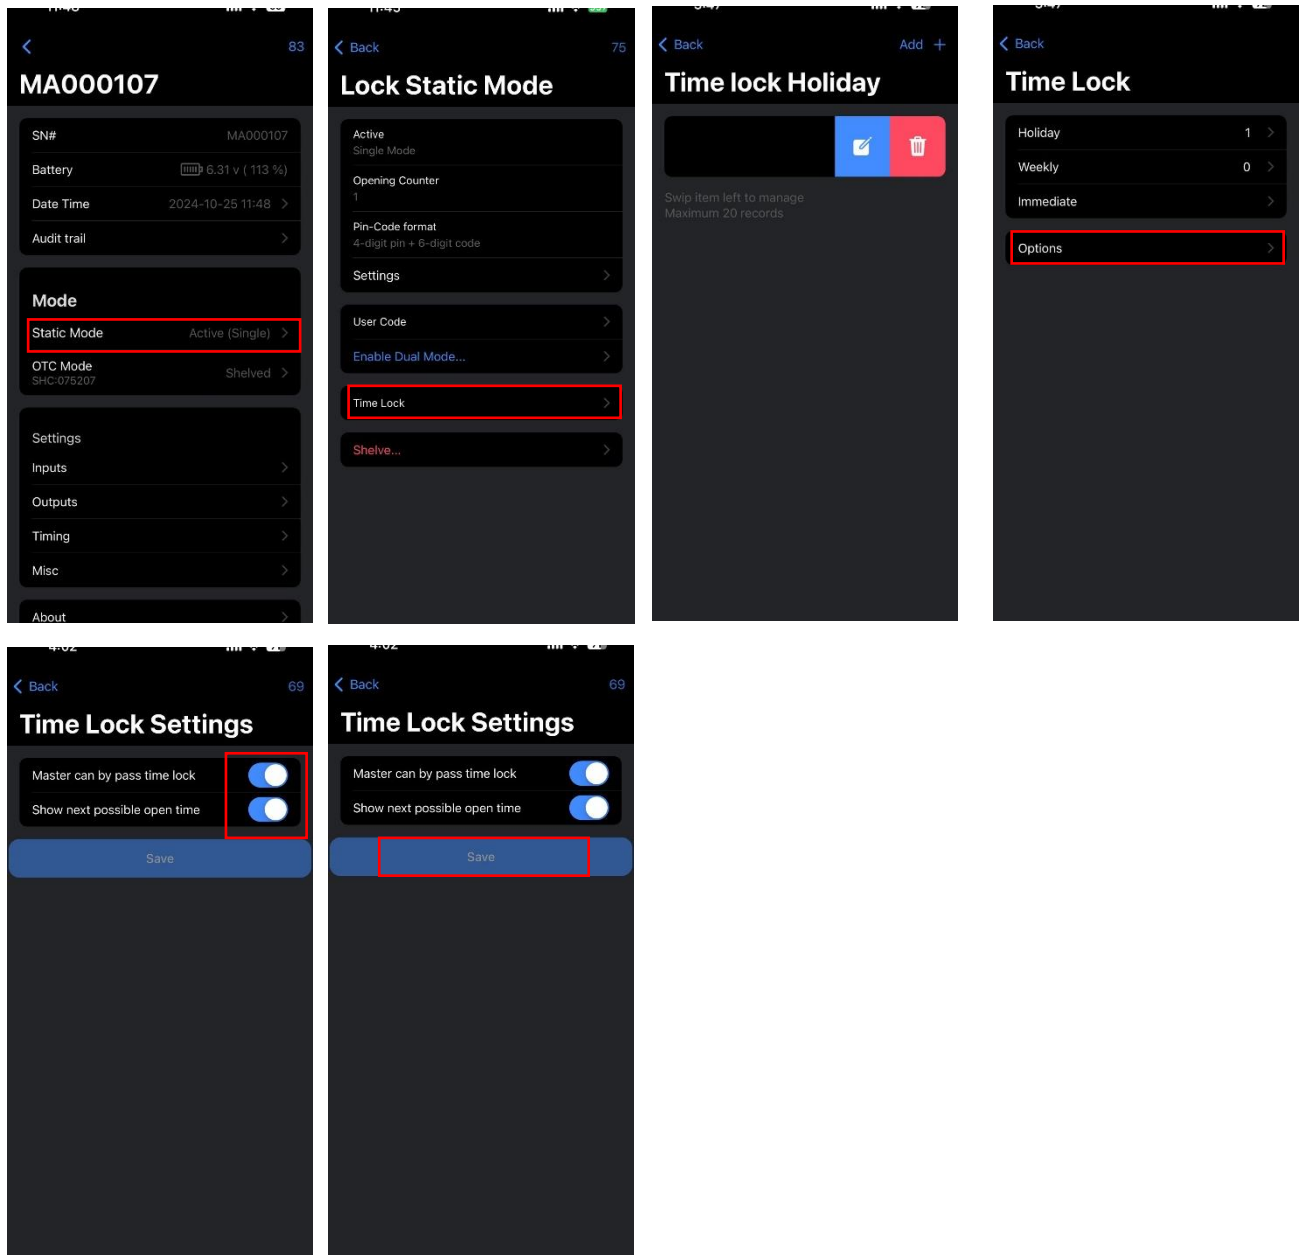 83
MA000107
SN# MA000107
Battery 6.31 v ( 113 %)
Date Time 2024-10-25 11:48
Audit trail
Mode
Static Mode Active (Single)
OTC Mode Shelved
SHC:075207
Settings
Inputs
Outputs
Timing
Misc
About
Back 75
Lock Static Mode
Active
Single Mode
Opening Counter
1
Pin-Code format
4-digit pin + 6-digit code
Settings
User Code
Enable Dual Mode...
Time Lock
Shelve...
Back Add +
Time lock Holiday
Swip item left to manage
Maximum 20 records
Back
Time Lock
Holiday 1
Weekly 0
Immediate
Options
Back 69
Time Lock Settings
Master can by pass time lock
Show next possible open time
Save
Back 69
Time Lock Settings
Master can by pass time lock
Show next possible open time
Save